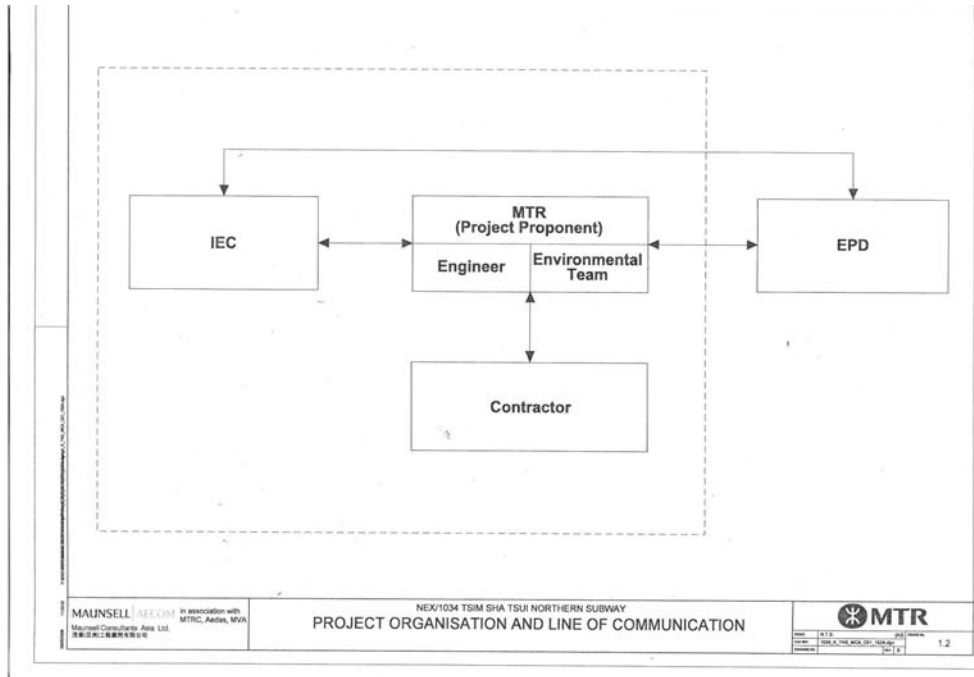 IEC
MTR
(Project Proponent)
Engineer
Environmental
Team
EPD
Contractor
MAUNSELL AECOM
Maunsell Consultants Asia Ltd.
in association with
MTRC, Aedas, MVA
NEX/1034 TSIM SHA TSUI NORTHERN SUBWAY
PROJECT ORGANISATION AND LINE OF COMMUNICATION
MTR
N.T.S.
1.2